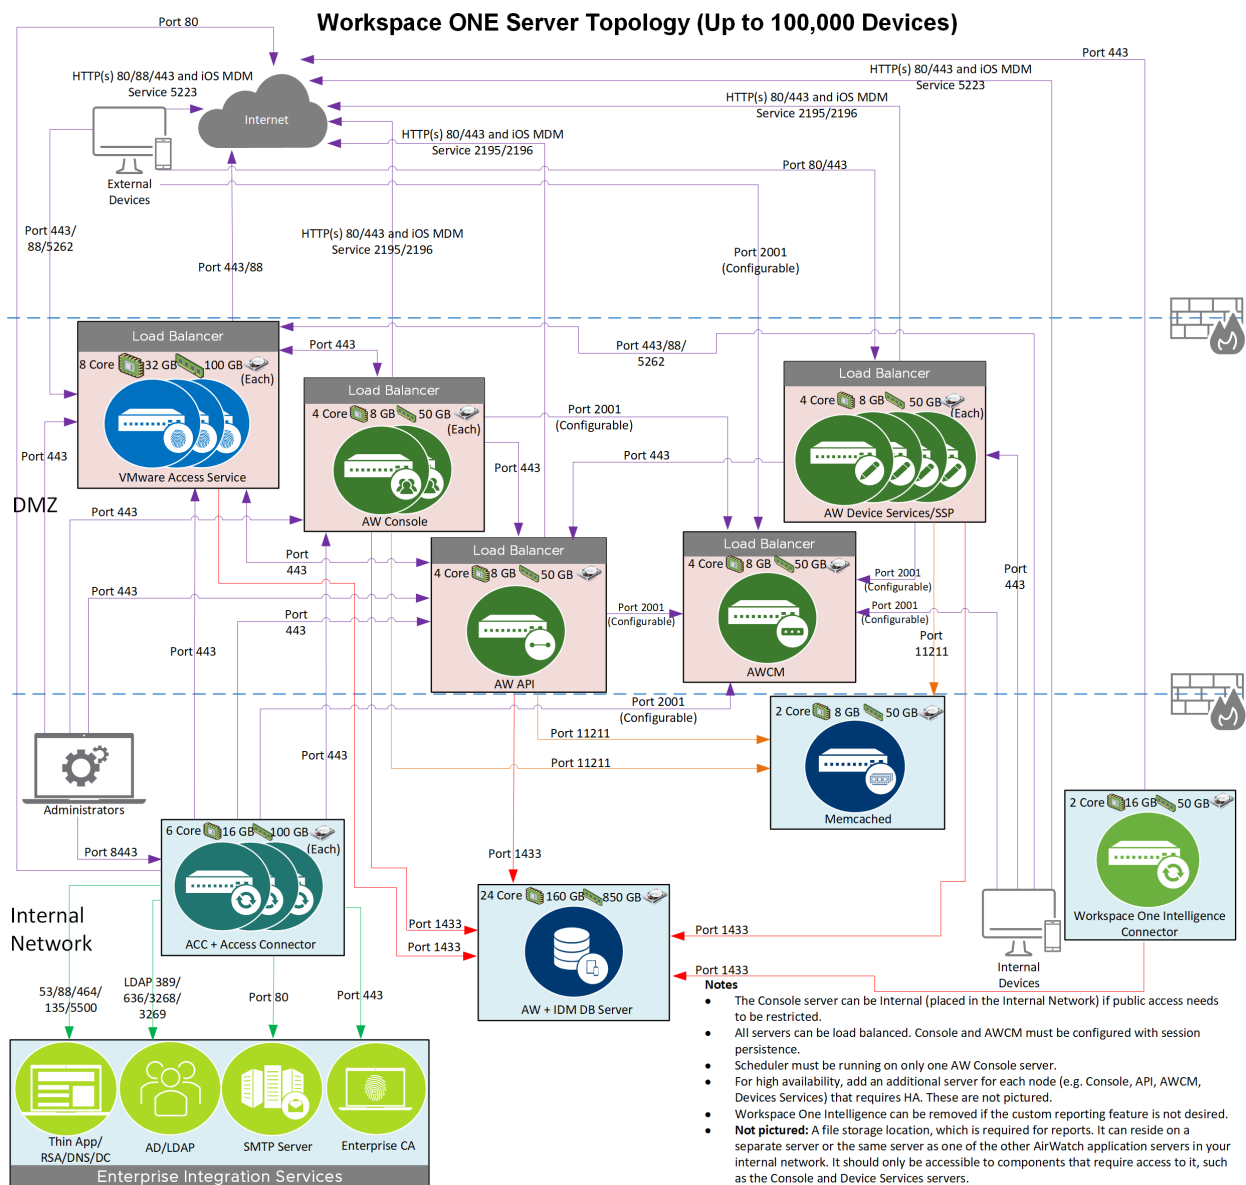 Workspace ONE Server Topology (Up to 100,000 Devices)
Port 80
Port 443
HTTP(s) 80/88/443 and iOS MDM
Service 5223
HTTP(s) 80/443 and iOS MDM
Service 5223
HTTP(s) 80/443 and iOS MDM
Service 2195/2196
Internet
HTTP(s) 80/443 and iOS MDM
Service 2195/2196
Port 80/443
External
Devices
Port 443/
88/5262
HTTP(s) 80/443 and iOS MDM
Service 2195/2196
Port 2001
(Configurable)
Port 443/88
Load Balancer
8 Core
32 GB
100 GB
(Each)
VMware Access Service
Port 443
Port 443/88/
5262
Load Balancer
4 Core
8 GB
50 GB
(Each)
AW Console
Port 2001
(Configurable)
Load Balancer
4 Core
8 GB
50 GB
(Each)
AW Device Services/SSP
Port 443
Port 443
Port 443
DMZ
Port 443
Port
443
Load Balancer
4 Core
8 GB
50 GB
AW API
Load Balancer
4 Core
8 GB
50 GB
AWCM
Port 2001
(Configurable)
Port 2001
(Configurable)
Port
443
Port 443
Port
443
Port 2001
(Configurable)
Port
11211
Port 443
Port 2001
(Configurable)
2 Core
8 GB
50 GB
Memcached
Port 11211
Port 11211
Port 443
Administrators
Port 8443
6 Core
16 GB
100 GB
(Each)
ACC + Access Connector
Port 1433
2 Core
16 GB
50 GB
Workspace One Intelligence
Connector
24 Core
160 GB
850 GB
AW + IDM DB Server
Port 1433
Port 1433
Port 1433
Port 1433
Internal
Network
Internal
Devices
53/88/464/
135/5500
LDAP 389/
636/3268/
3269
Port 80
Port 443
Thin App/
RSA/DNS/DC
AD/LDAP
SMTP Server
Enterprise CA
Enterprise Integration Services
Notes
● The Console server can be Internal (placed in the Internal Network) if public access needs
to be restricted.
● All servers can be load balanced. Console and AWCM must be configured with session
persistence.
● Scheduler must be running on only one AW Console server.
● For high availability, add an additional server for each node (e.g. Console, API, AWCM,
Devices Services) that requires HA. These are not pictured.
● Workspace One Intelligence can be removed if the custom reporting feature is not desired.
● Not pictured: A file storage location, which is required for reports. It can reside on a
separate server or the same server as one of the other AirWatch application servers in your
internal network. It should only be accessible to components that require access to it, such
as the Console and Device Services servers.